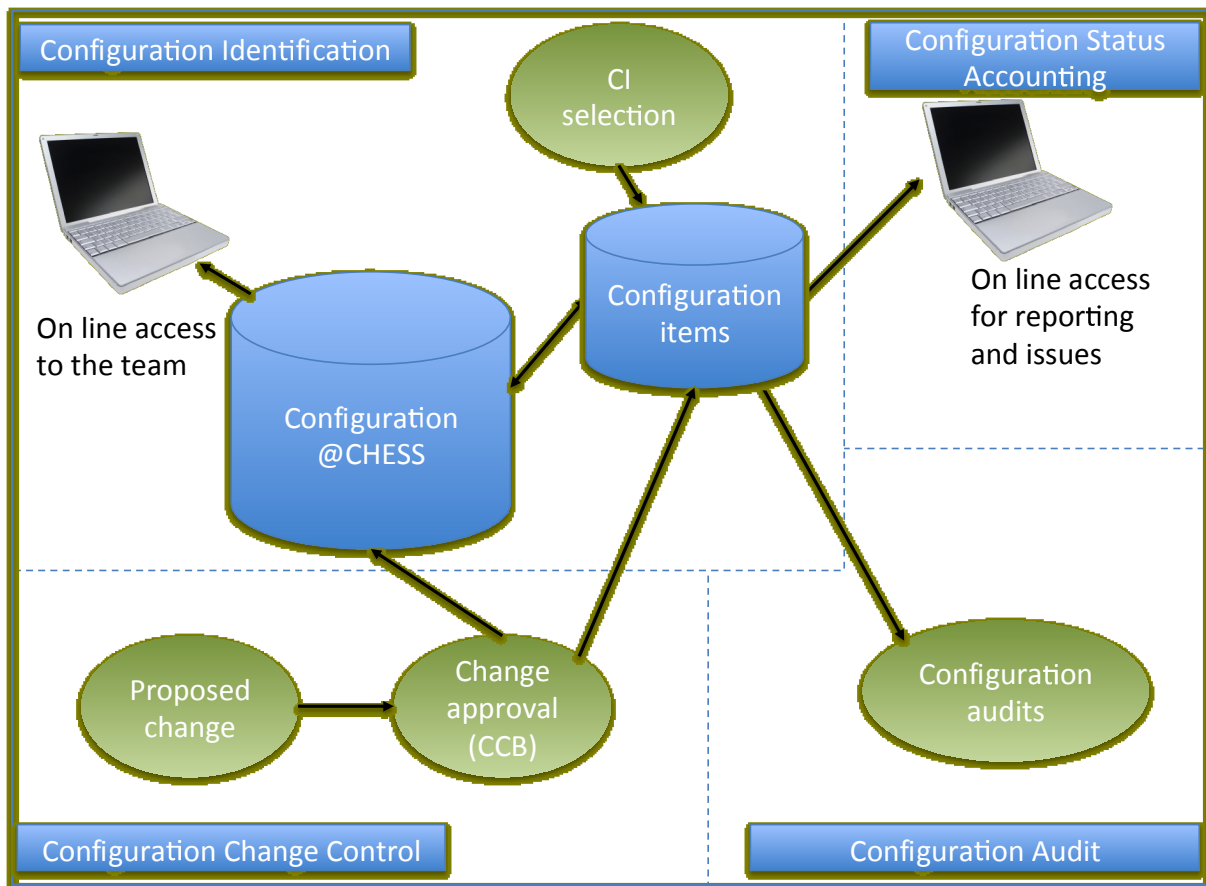 Configuration Identification
Configuration Status
Accounting
CI
selection
On line access
to the team
Configuration
items
On line access
for reporting
and issues
Configuration
@CHESS
Proposed
change
Change
approval
(CCB)
Configuration
audits
Configuration Change Control
Configuration Audit